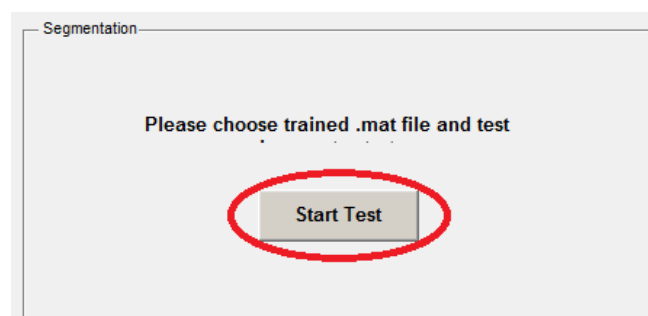 Segmentation
Please choose trained .mat file and test
Start Test